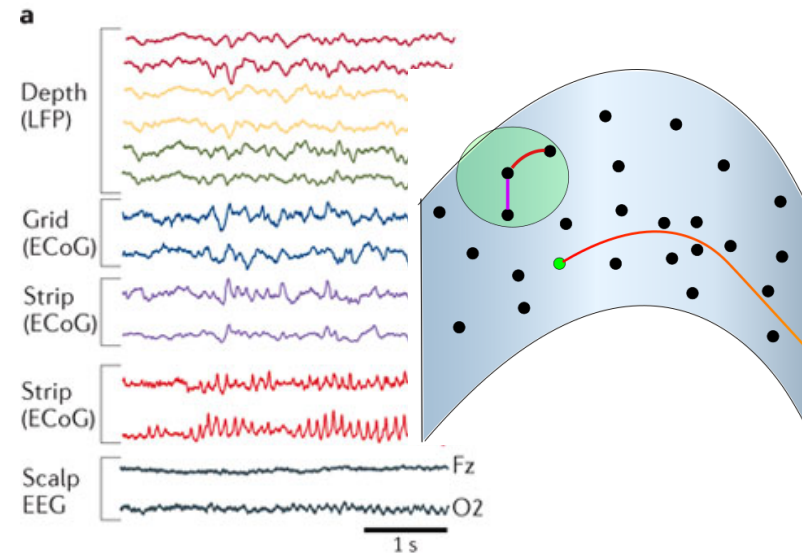 a
Depth
(LFP)
Grid
(ECoG)
Strip
(ECoG)
Strip
(ECoG)
Scalp
EEG
Fz
O2
1 s